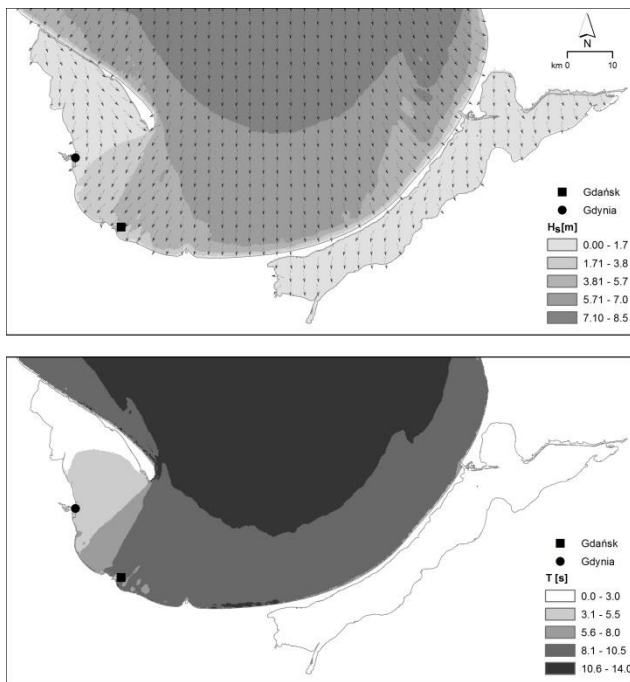 N
km 0 10
Gdańsk
Gdynia
Hs[m]
0.00 - 1.7
1.71 - 3.8
3.81 - 5.7
5.71 - 7.0
7.10 - 8.5
Gdańsk
Gdynia
T [s]
0.0 - 3.0
3.1 - 5.5
5.6 - 8.0
8.1 - 10.5
10.6 - 14.0